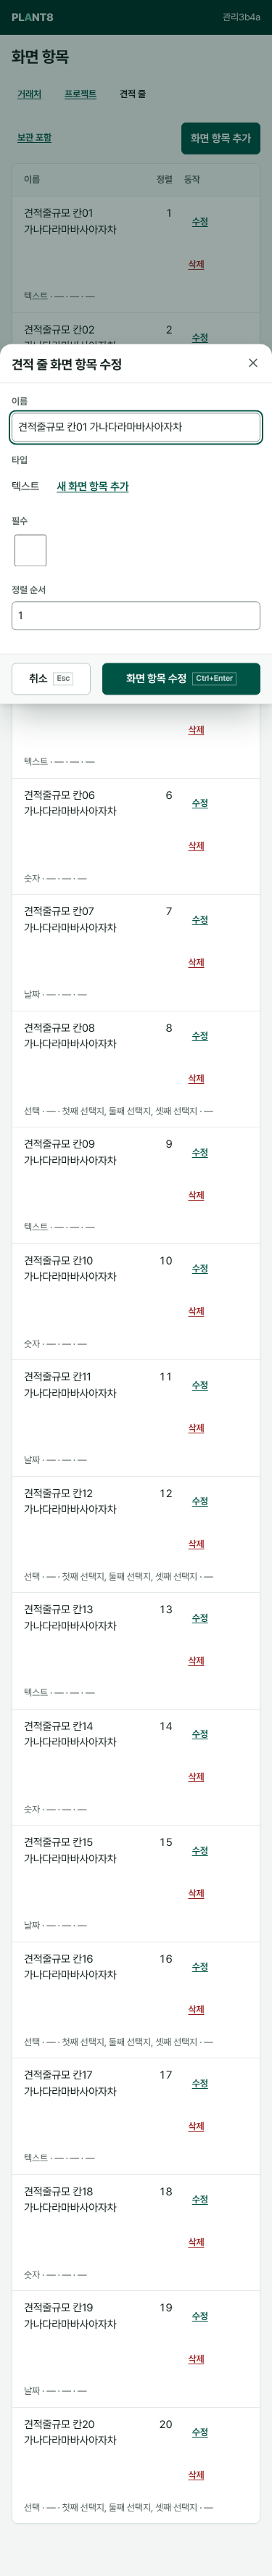 PLANT8
관리3b4a
화면 항목
거래처 프로젝트 견적 줄
보관 포함
화면 항목 추가
이름 정렬 동작
견적줄규모 칸01 1 수정
가나다라마바사아자차
삭제
텍스트 · — · — · —
견적줄규모 칸02 2 수정
견적 줄 화면 항목 수정
이름
견적줄규모 칸01 가나다라마바사아자차
타입
텍스트 새 화면 항목 추가
필수
정렬 순서
1
취소 Esc
화면 항목 수정 Ctrl+Enter
삭제
텍스트 · — · — · —
견적줄규모 칸06 6 수정
가나다라마바사아자차
삭제
숫자 · — · — · —
견적줄규모 칸07 7 수정
가나다라마바사아자차
삭제
날짜 · — · — · —
견적줄규모 칸08 8 수정
가나다라마바사아자차
삭제
선택 · — · 첫째 선택지, 둘째 선택지, 셋째 선택지 · —
견적줄규모 칸09 9 수정
가나다라마바사아자차
삭제
텍스트 · — · — · —
견적줄규모 칸10 10 수정
가나다라마바사아자차
삭제
숫자 · — · — · —
견적줄규모 칸11 11 수정
가나다라마바사아자차
삭제
날짜 · — · — · —
견적줄규모 칸12 12 수정
가나다라마바사아자차
삭제
선택 · — · 첫째 선택지, 둘째 선택지, 셋째 선택지 · —
견적줄규모 칸13 13 수정
가나다라마바사아자차
삭제
텍스트 · — · — · —
견적줄규모 칸14 14 수정
가나다라마바사아자차
삭제
숫자 · — · — · —
견적줄규모 칸15 15 수정
가나다라마바사아자차
삭제
날짜 · — · — · —
견적줄규모 칸16 16 수정
가나다라마바사아자차
삭제
선택 · — · 첫째 선택지, 둘째 선택지, 셋째 선택지 · —
견적줄규모 칸17 17 수정
가나다라마바사아자차
삭제
텍스트 · — · — · —
견적줄규모 칸18 18 수정
가나다라마바사아자차
삭제
숫자 · — · — · —
견적줄규모 칸19 19 수정
가나다라마바사아자차
삭제
날짜 · — · — · —
견적줄규모 칸20 20 수정
가나다라마바사아자차
삭제
선택 · — · 첫째 선택지, 둘째 선택지, 셋째 선택지 · —